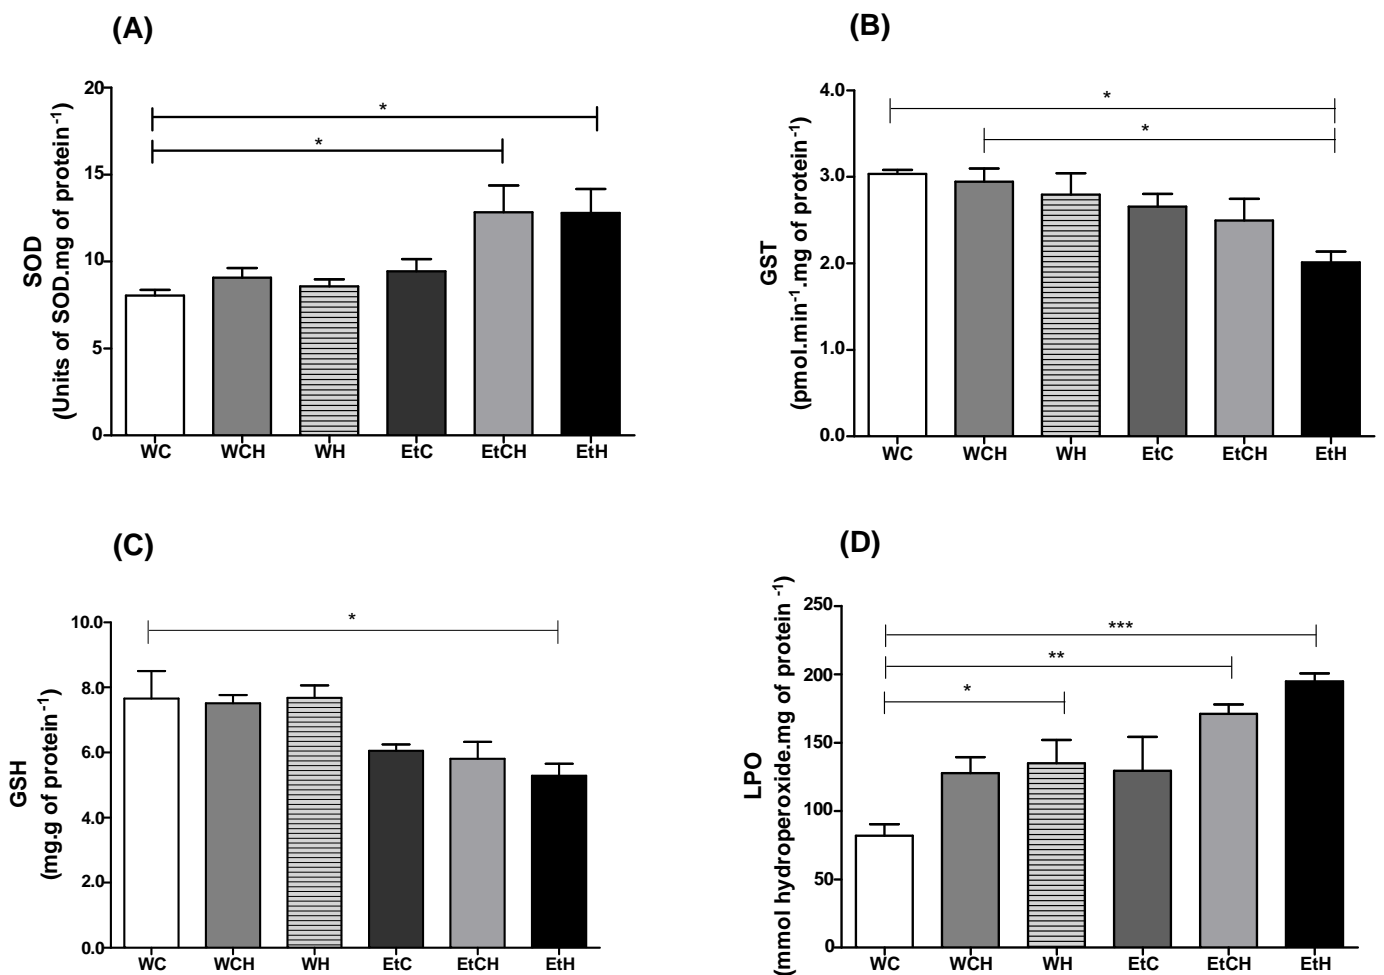 (A)
SOD
(Units of SOD.mg of protein⁻¹)
20
15
10
5
0
*
*
WC WCH WH EtC EtCH EtH
(B)
GST
(pmol.min⁻¹.mg of protein⁻¹)
4.0
3.0
2.0
1.0
0.0
*
*
WC WCH WH EtC EtCH EtH
(C)
GSH
(mg.g of protein⁻¹)
10.0
8.0
6.0
4.0
2.0
0.0
*
WC WCH WH EtC EtCH EtH
(D)
LPO
(mmol hydroperoxide.mg of protein ⁻¹)
250
200
150
100
50
0
***
**
*
WC WCH WH EtC EtCH EtH